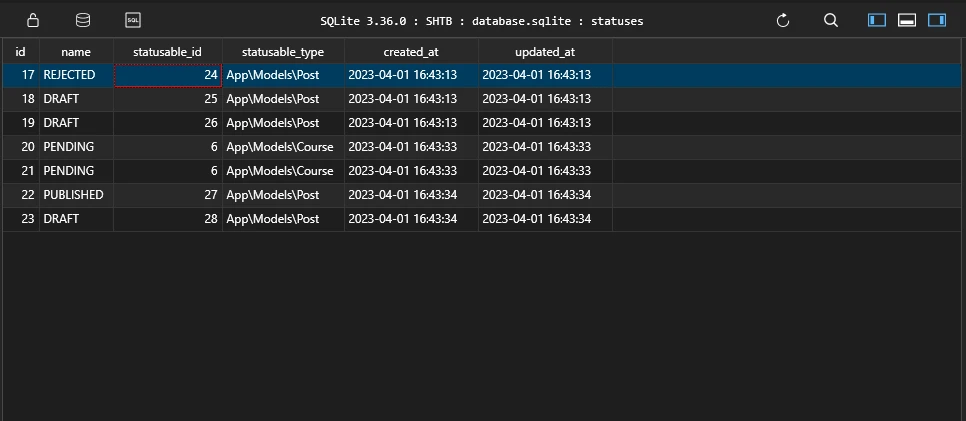 SQL SQLite 3.36.0 : SHTB : database.sqlite : statuses
id name statusable_id statusable_type created_at updated_at
17 REJECTED 24 App\Models\Post 2023-04-01 16:43:13 2023-04-01 16:43:13
18 DRAFT 25 App\Models\Post 2023-04-01 16:43:13 2023-04-01 16:43:13
19 DRAFT 26 App\Models\Post 2023-04-01 16:43:13 2023-04-01 16:43:13
20 PENDING 6 App\Models\Course 2023-04-01 16:43:33 2023-04-01 16:43:33
21 PENDING 6 App\Models\Course 2023-04-01 16:43:33 2023-04-01 16:43:33
22 PUBLISHED 27 App\Models\Post 2023-04-01 16:43:34 2023-04-01 16:43:34
23 DRAFT 28 App\Models\Post 2023-04-01 16:43:34 2023-04-01 16:43:34